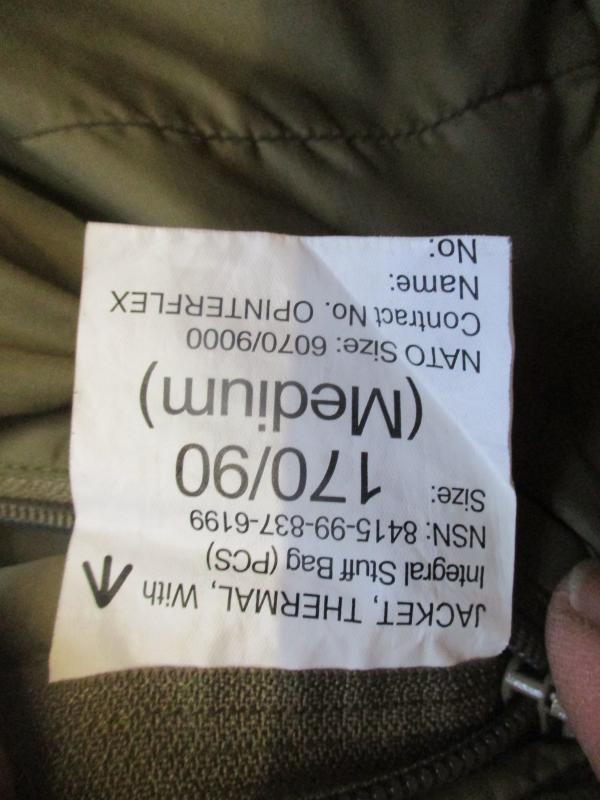 JACKET, THERMAL, With
Integral Stuff Bag (PCS)
NSN: 8415-99-837-6199
Size: 170/90
(Medium)
NATO Size: 6070/9000
Contract No. OPINTERFLEX
Name:
No: